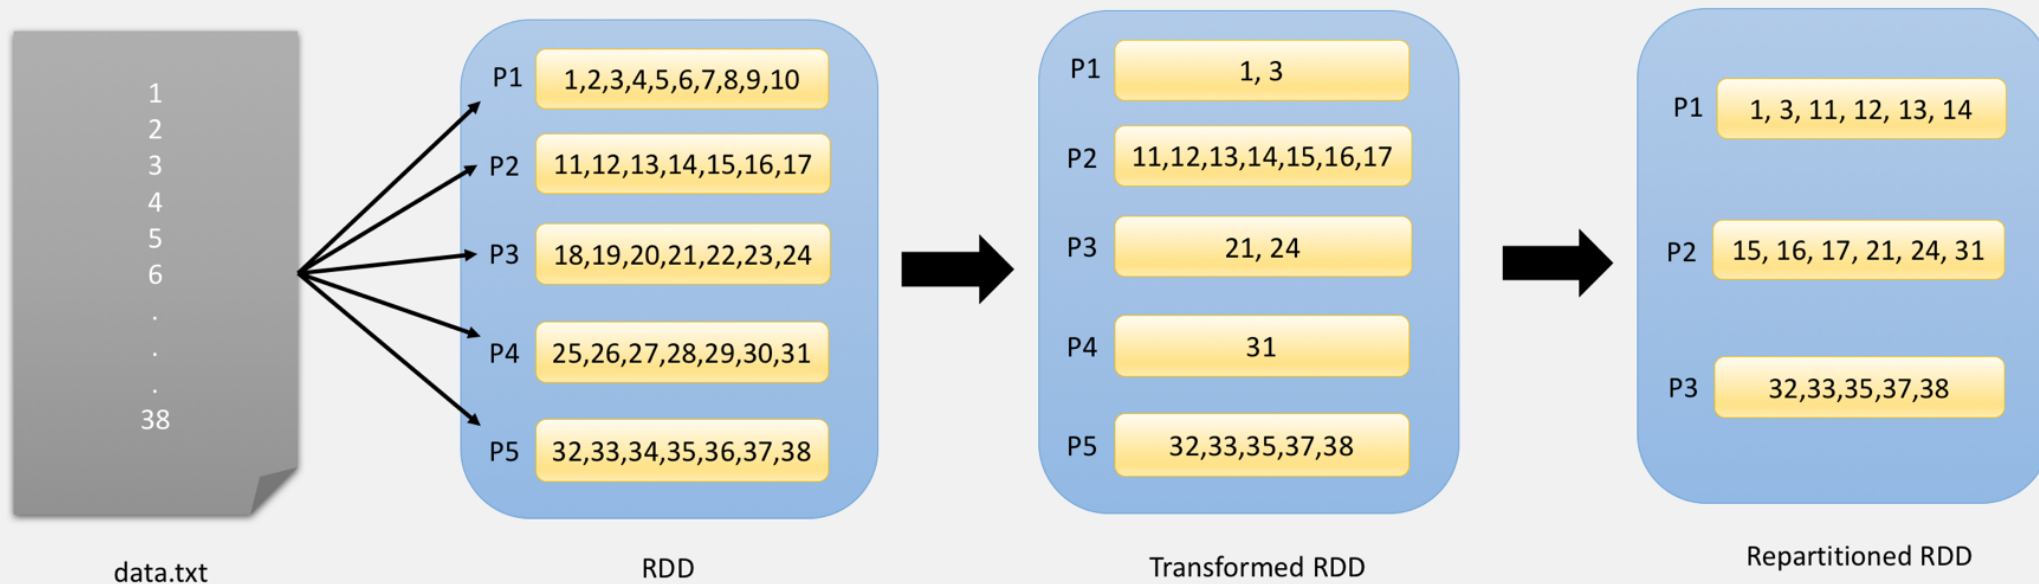 1
2
3
4
5
6
.
.
.
38
data.txt
P1 1,2,3,4,5,6,7,8,9,10
P2 11,12,13,14,15,16,17
P3 18,19,20,21,22,23,24
P4 25,26,27,28,29,30,31
P5 32,33,34,35,36,37,38
RDD
P1 1, 3
P2 11,12,13,14,15,16,17
P3 21, 24
P4 31
P5 32,33,35,37,38
Transformed RDD
P1 1, 3, 11, 12, 13, 14
P2 15, 16, 17, 21, 24, 31
P3 32,33,35,37,38
Repartitioned RDD